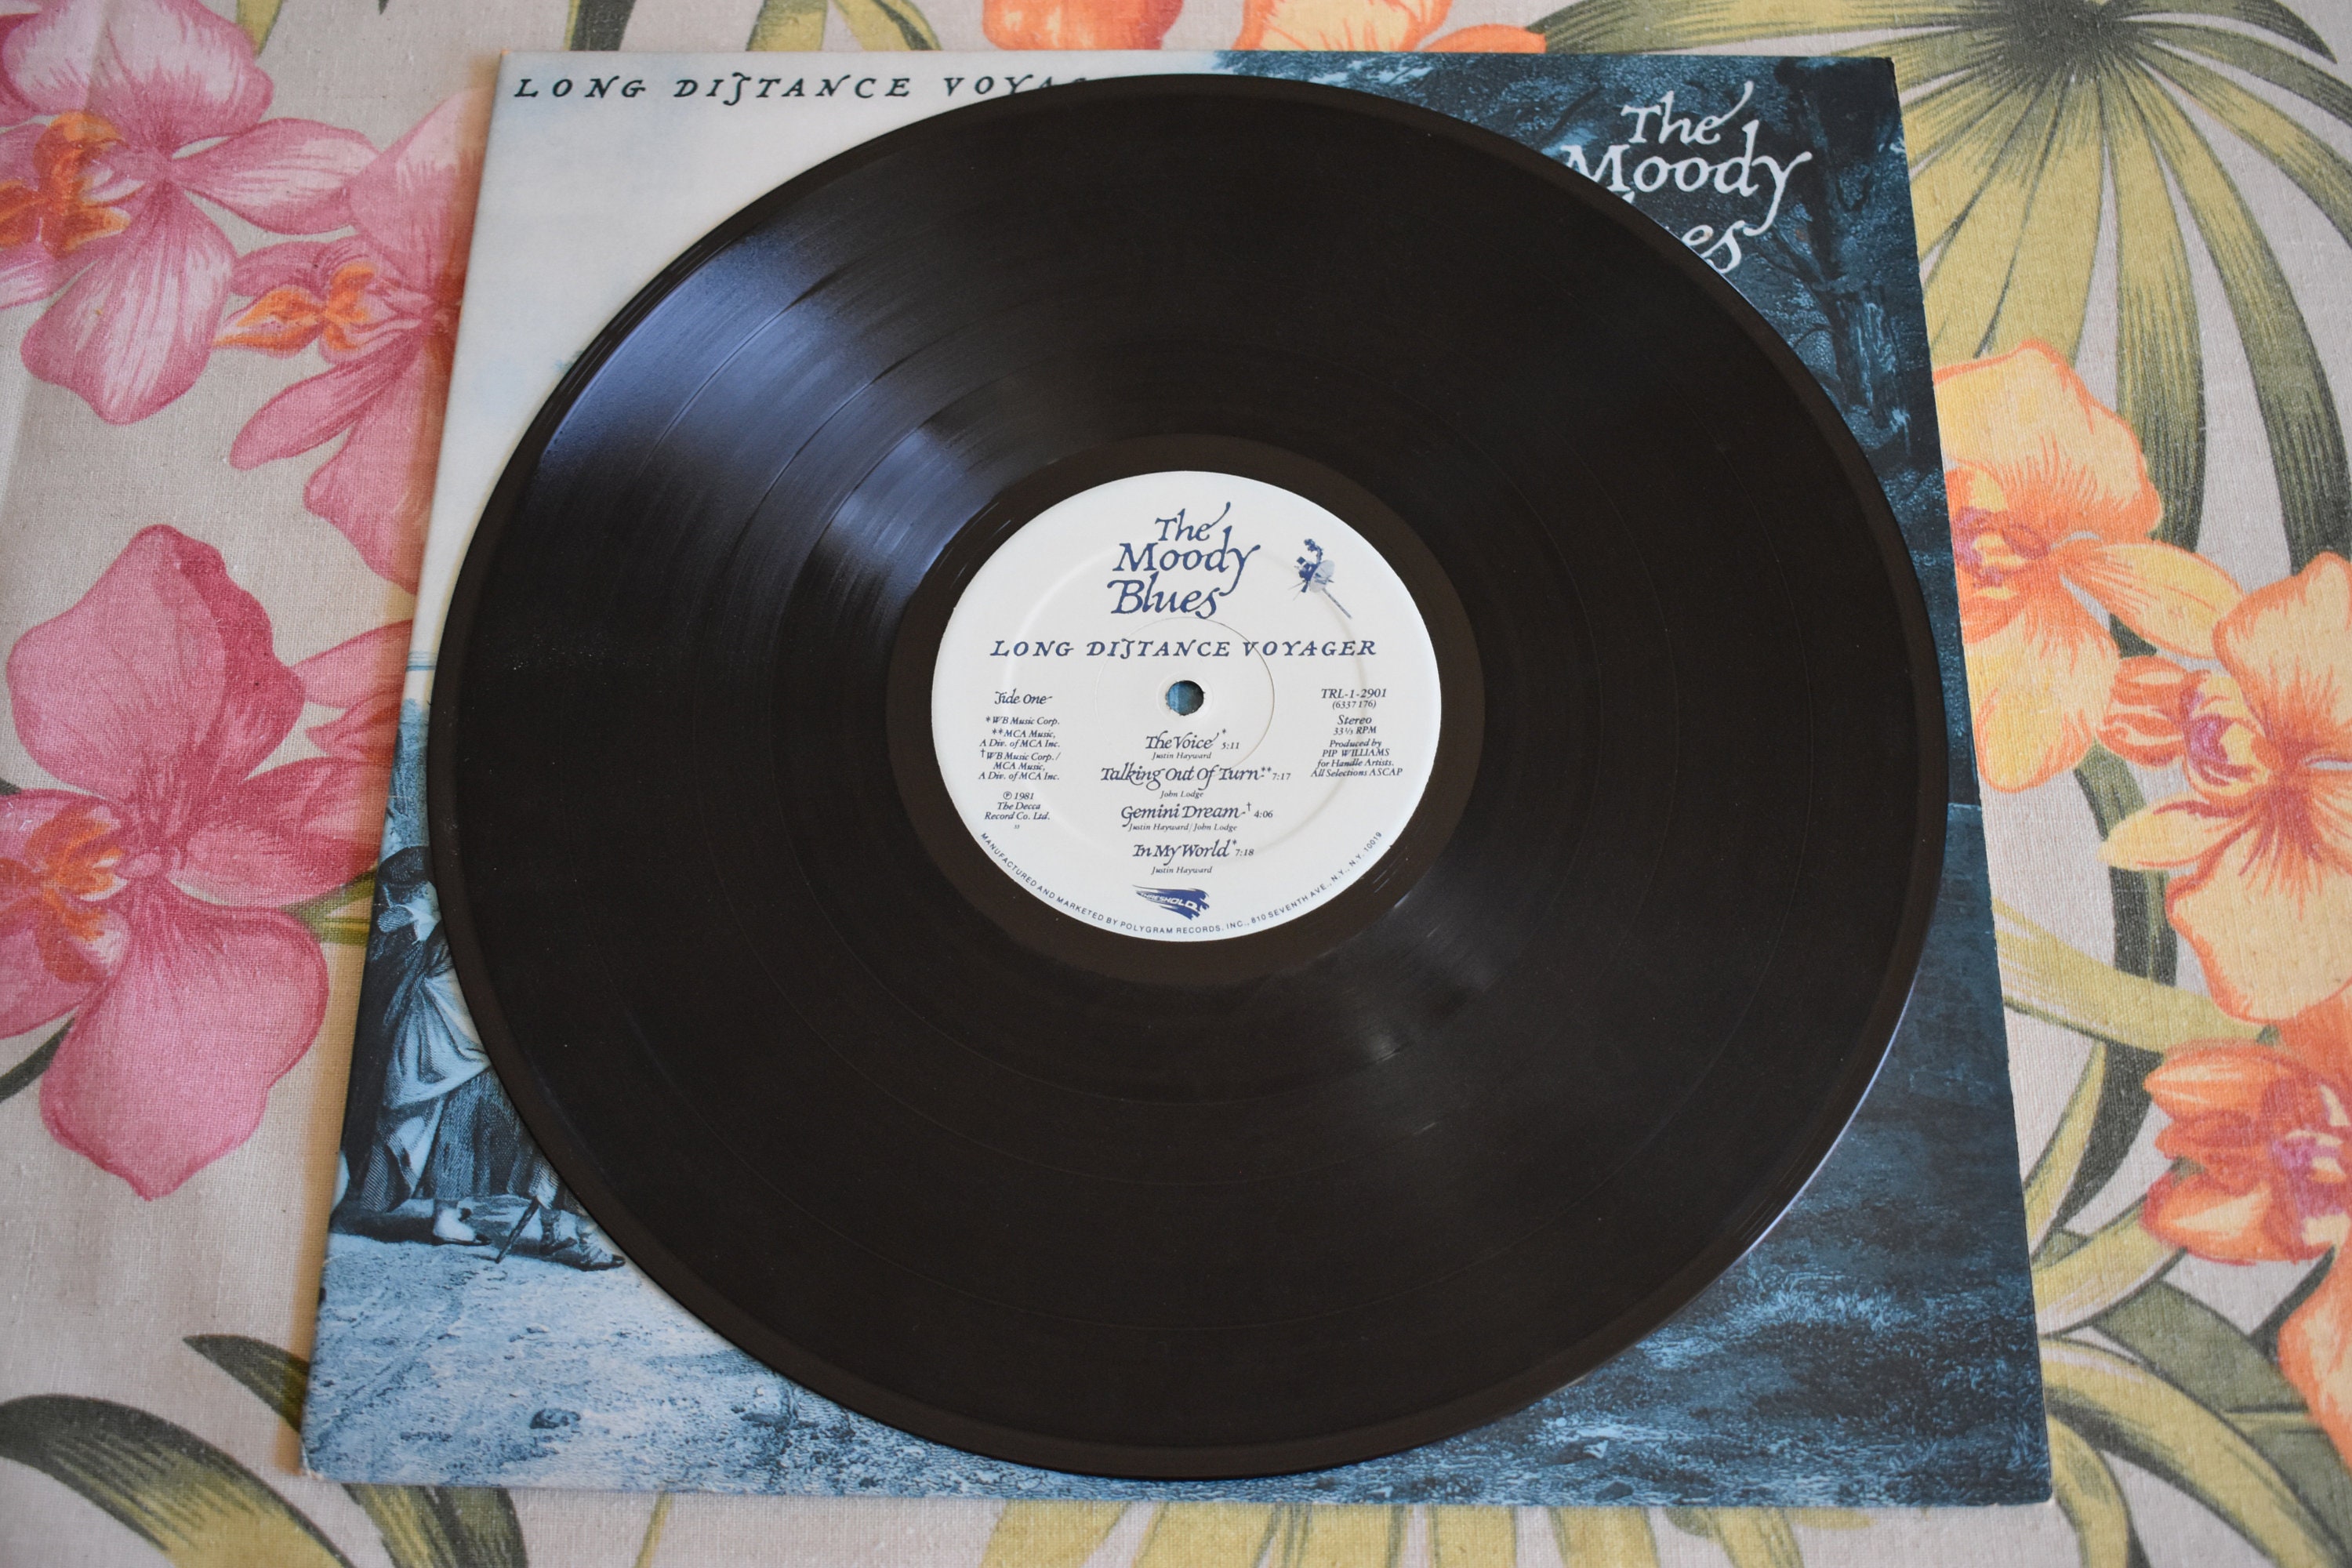 LONG DISTANCE
The
Moody
The
Moody
Blues
LONG DISTANCE VOYAGER
Side One
* WB Music Corp.
** MCA Music,
A Div. of MCA Inc.
† WB Music Corp./
MCA Music,
A Div. of MCA Inc.
℗ 1981
The Decca
Record Co. Ltd.
TRL-1-2901
(6337 176)
Stereo
33⅓ RPM
Produced by
PIP WILLIAMS
for Handle Artists.
All Selections ASCAP
The Voice* 5:11
Justin Hayward
Talking Out Of Turn** 7:17
John Lodge
Gemini Dream† 4:06
Justin Hayward/John Lodge
In My World* 7:18
Justin Hayward
THRESHOLD
MANUFACTURED AND MARKETED BY POLYGRAM RECORDS, INC., 810 SEVENTH AVE., N.Y., N.Y. 10019